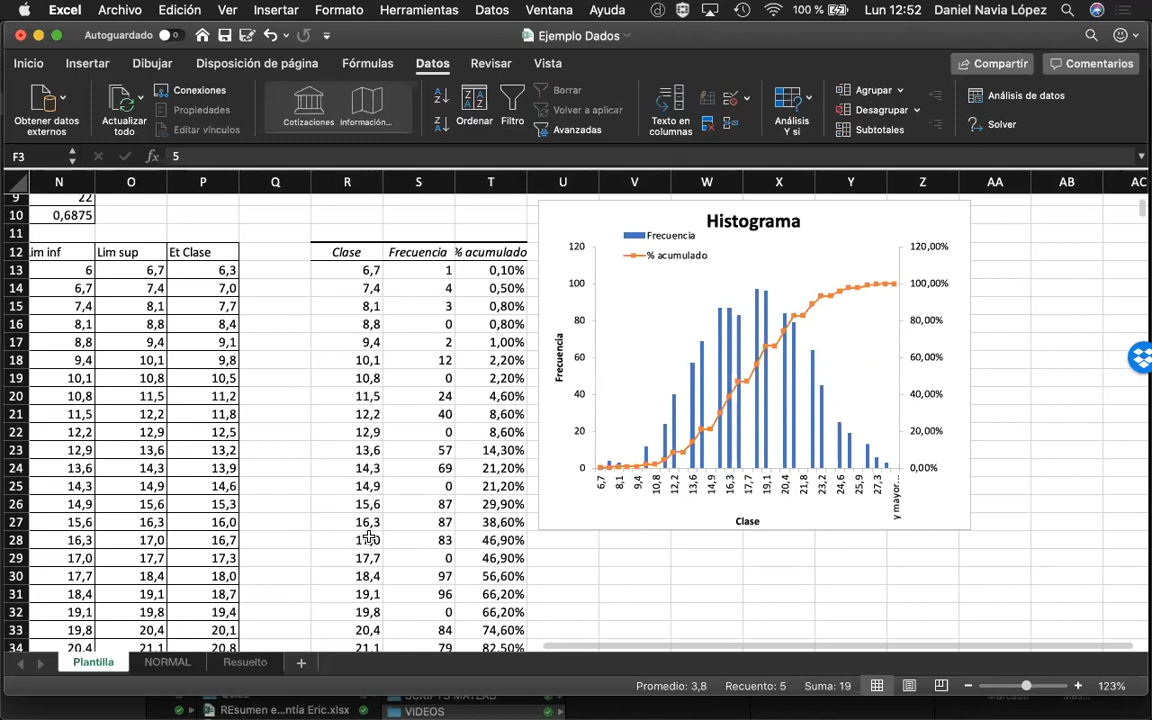 Excel Archivo Edición Ver Insertar Formato Herramientas Datos Ventana Ayuda 100 % Lun 12:52 Daniel Navia López
Autoguardado Ejemplo Dados
Inicio Insertar Dibujar Disposición de página Fórmulas Datos Revisar Vista Compartir Comentarios
Obtener datos externos
Actualizar todo
Conexiones
Propiedades
Editar vínculos
Cotizaciones Información...
Ordenar
Filtro
Borrar
Volver a aplicar
Avanzadas
Texto en columnas
Análisis Y si
Agrupar
Desagrupar
Subtotales
Análisis de datos
Solver
F3 fx 5
N O P Q R S T U V W X Y Z AA AB AC
9 22
10 0,6875
11
12 im inf Lim sup Et Clase Clase Frecuencia % acumulado
13 6 6,7 6,3 6,7 1 0,10%
14 6,7 7,4 7,0 7,4 4 0,50%
15 7,4 8,1 7,7 8,1 3 0,80%
16 8,1 8,8 8,4 8,8 0 0,80%
17 8,8 9,4 9,1 9,4 2 1,00%
18 9,4 10,1 9,8 10,1 12 2,20%
19 10,1 10,8 10,5 10,8 0 2,20%
20 10,8 11,5 11,2 11,5 24 4,60%
21 11,5 12,2 11,8 12,2 40 8,60%
22 12,2 12,9 12,5 12,9 0 8,60%
23 12,9 13,6 13,2 13,6 57 14,30%
24 13,6 14,3 13,9 14,3 69 21,20%
25 14,3 14,9 14,6 14,9 0 21,20%
26 14,9 15,6 15,3 15,6 87 29,90%
27 15,6 16,3 16,0 16,3 87 38,60%
28 16,3 17,0 16,7 83 46,90%
29 17,0 17,7 17,3 17,7 0 46,90%
30 17,7 18,4 18,0 18,4 97 56,60%
31 18,4 19,1 18,7 19,1 96 66,20%
32 19,1 19,8 19,4 19,8 0 66,20%
33 19,8 20,4 20,1 20,4 84 74,60%
34 20,4 21,1 20,8 21,1 79 82,50%
Histograma
Frecuencia
% acumulado
120 120,00%
100 100,00%
80 80,00%
60 60,00%
40 40,00%
20 20,00%
0 0,00%
Frecuencia
6,7 8,1 9,4 10,8 12,2 13,6 14,9 16,3 17,7 19,1 20,4 21,8 23,2 24,6 25,9 27,3 y mayor...
Clase
Plantilla NORMAL Resuelto
Promedio: 3,8 Recuento: 5 Suma: 19 123%
REsumen e...ntía Eric.xlsx
SCRIPTS MATLAB
VIDEOS